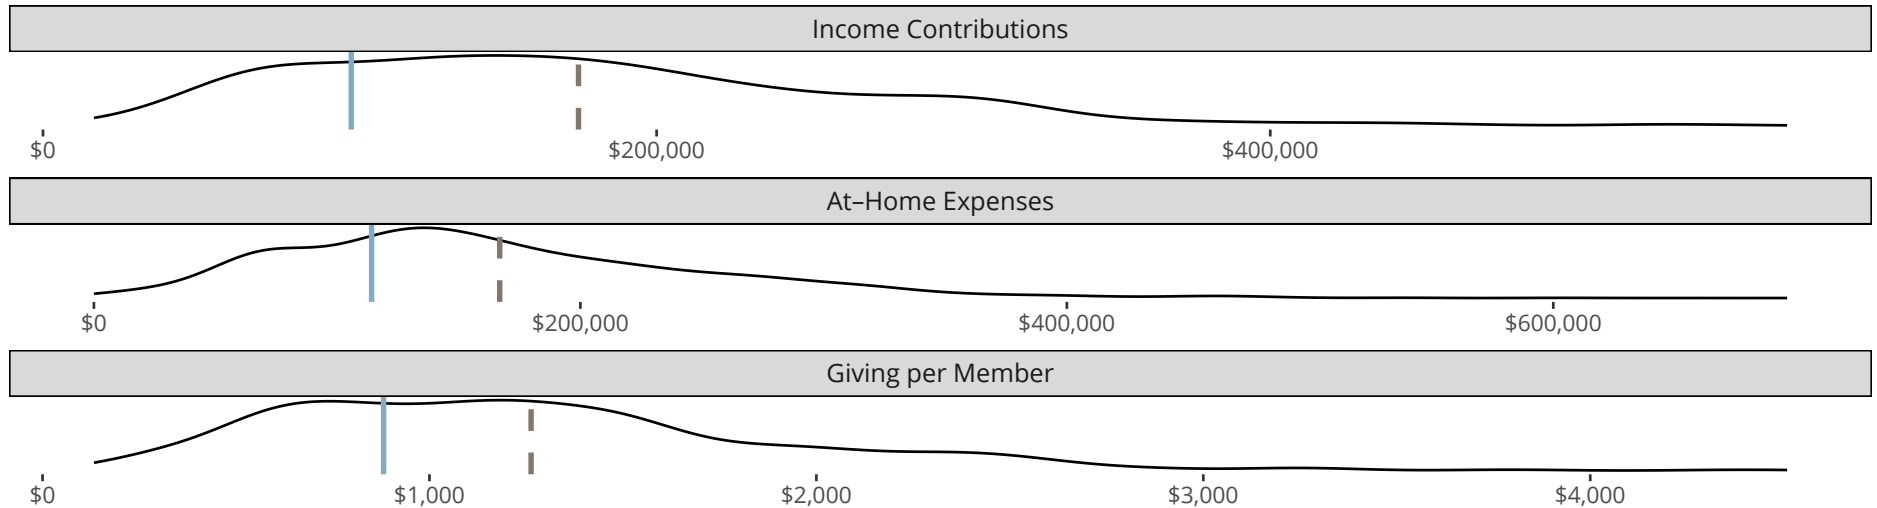 Income Contributions
$0 $200,000 $400,000
At–Home Expenses
$0 $200,000 $400,000 $600,000
Giving per Member
$0 $1,000 $2,000 $3,000 $4,000